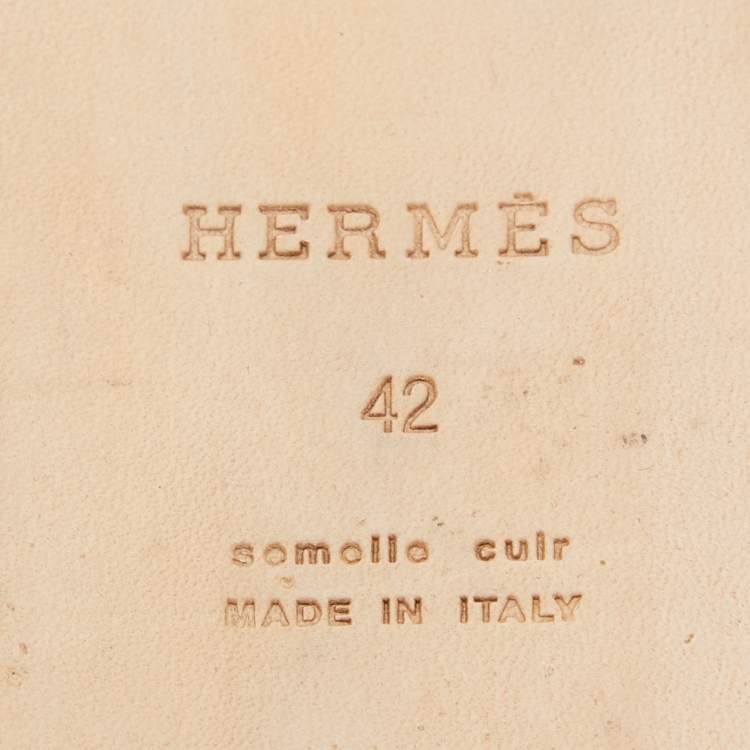 HERMÈS
42
semelle cuir
MADE IN ITALY